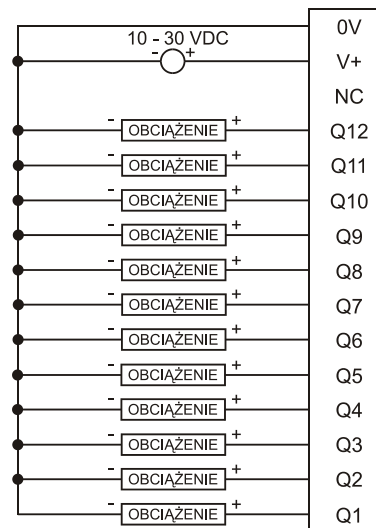 0V
10 - 30 VDC
- + V+
NC
- OBCIĄŻENIE + Q12
- OBCIĄŻENIE + Q11
- OBCIĄŻENIE + Q10
- OBCIĄŻENIE + Q9
- OBCIĄŻENIE + Q8
- OBCIĄŻENIE + Q7
- OBCIĄŻENIE + Q6
- OBCIĄŻENIE + Q5
- OBCIĄŻENIE + Q4
- OBCIĄŻENIE + Q3
- OBCIĄŻENIE + Q2
- OBCIĄŻENIE + Q1